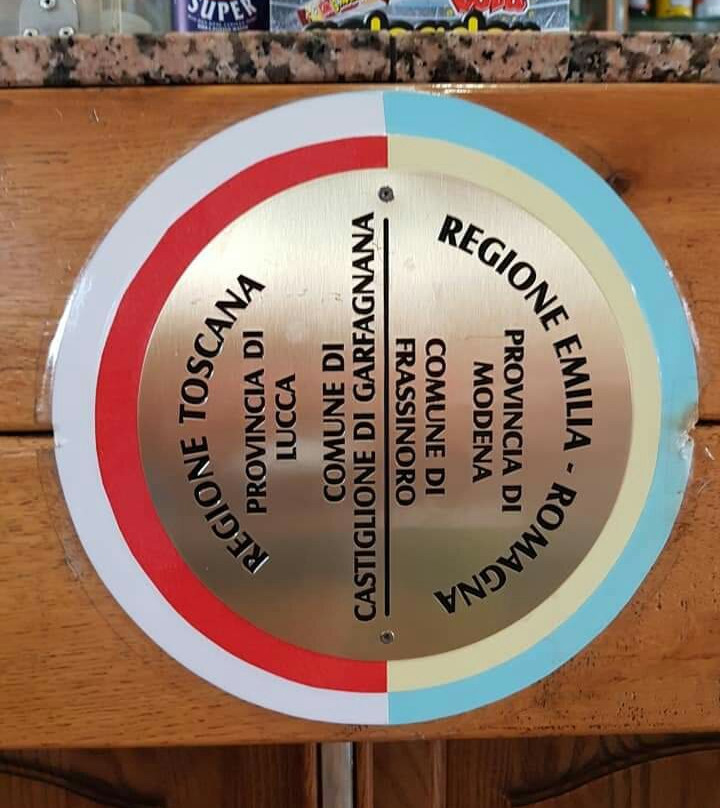 SUPER
REGIONE TOSCANA
PROVINCIA DI
LUCCA
COMUNE DI
CASTIGLIONE DI GARFAGNANA
REGIONE EMILIA - ROMAGNA
PROVINCIA DI
MODENA
COMUNE DI
FRASSINORO